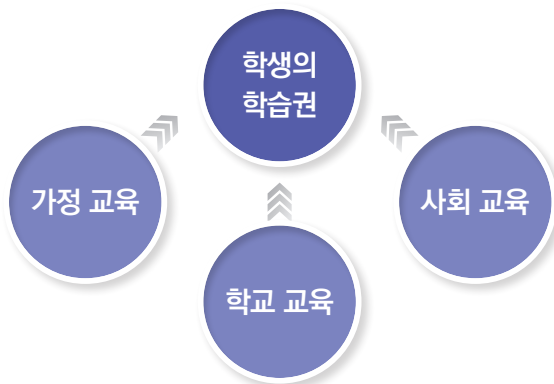 학생의
학습권
가정 교육
사회 교육
학교 교육